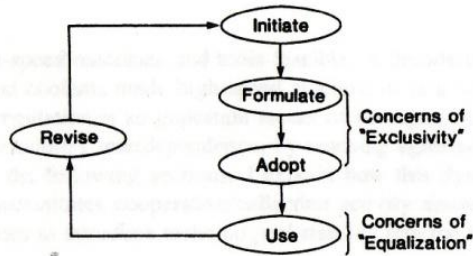 Initiate
Formulate
Concerns of
"Exclusivity"
Revise
Adopt
Use
Concerns of
"Equalization"